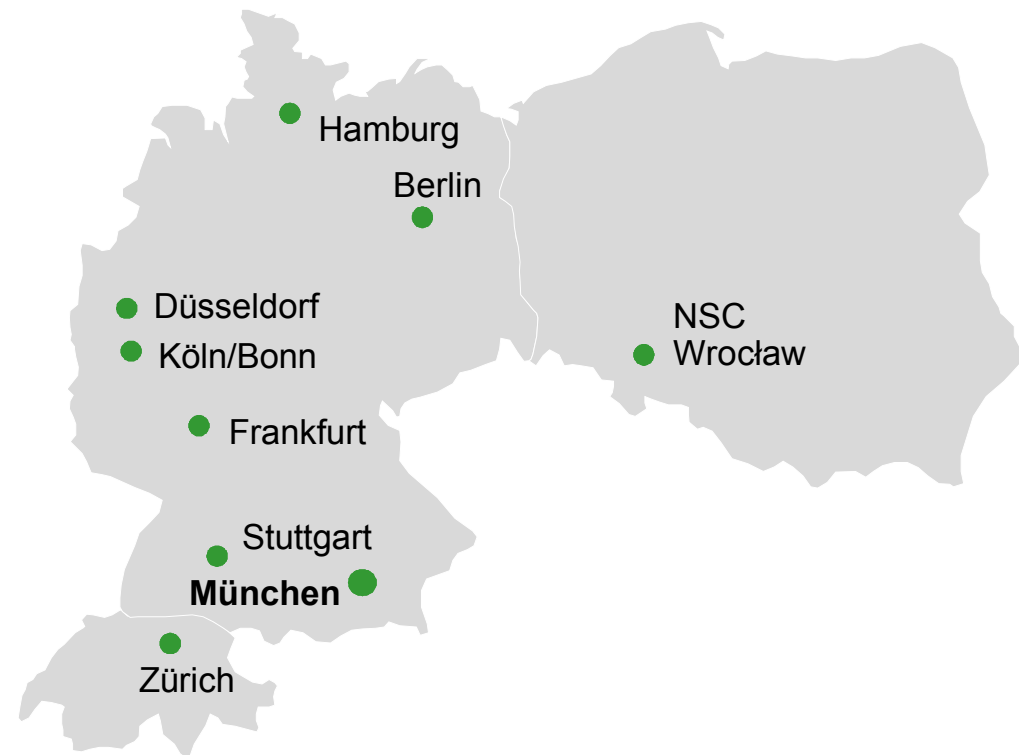 Hamburg
Berlin
Düsseldorf
Köln/Bonn
NSC
Wrocław
Frankfurt
Stuttgart
München
Zürich